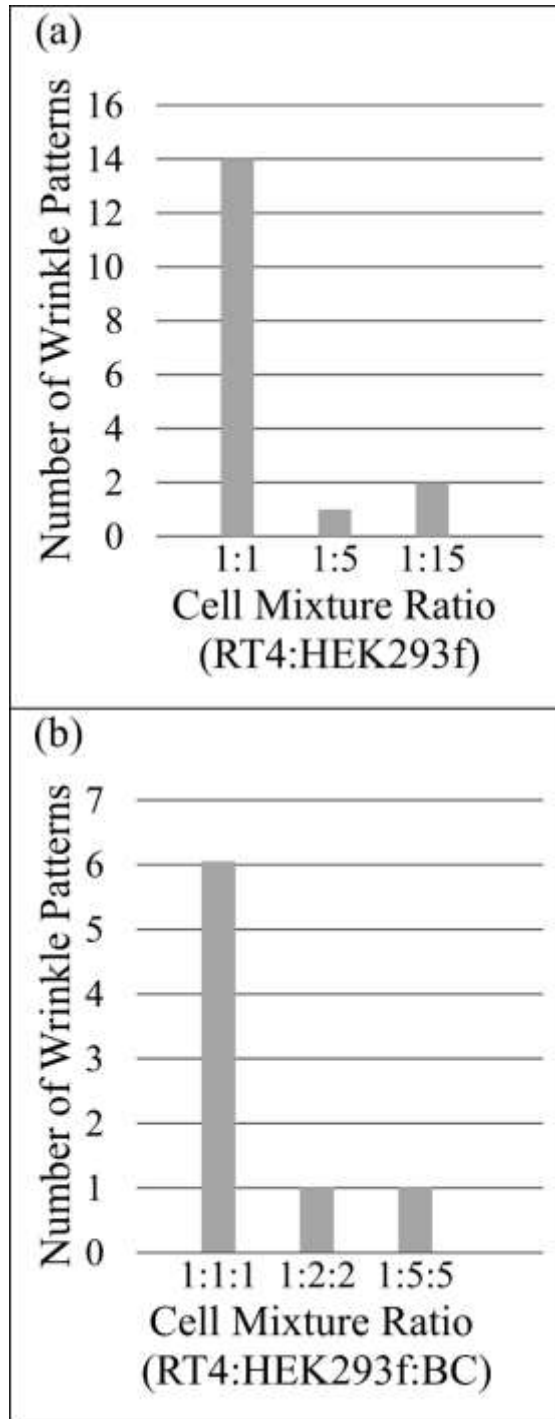 (a)
Number of Wrinkle Patterns
16
14
12
10
8
6
4
2
0
1:1 1:5 1:15
Cell Mixture Ratio
(RT4:HEK293f)
(b)
Number of Wrinkle Patterns
7
6
5
4
3
2
1
0
1:1:1 1:2:2 1:5:5
Cell Mixture Ratio
(RT4:HEK293f:BC)